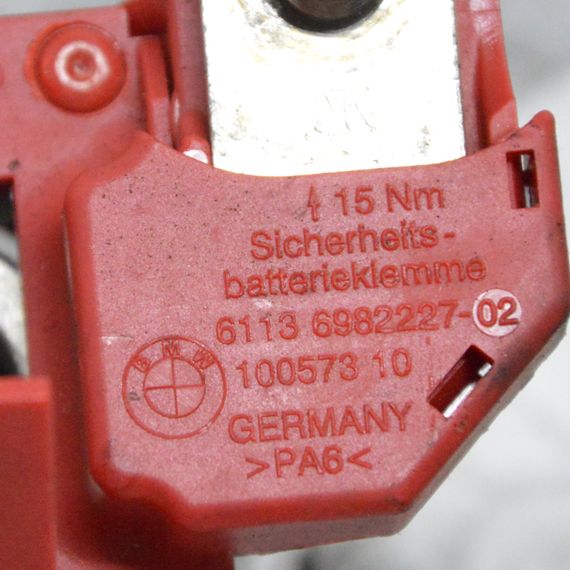 15 Nm
Sicherheits-
batterieklemme
6113 6982227-02
100573 10
BMW
GERMANY
>PA6<